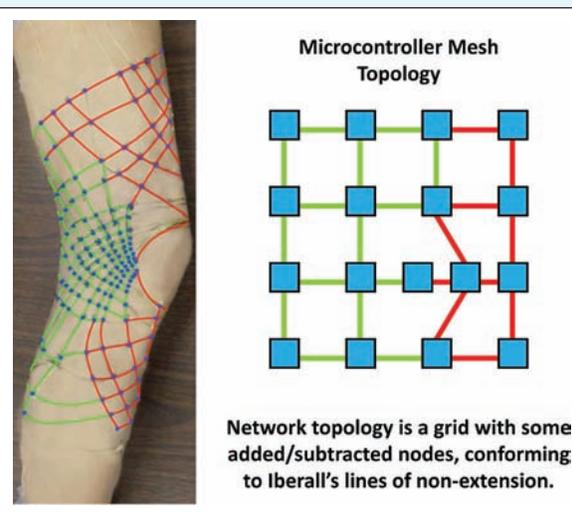 Microcontroller Mesh
Topology
Network topology is a grid with some
added/subtracted nodes, conforming
to Iberall's lines of non-extension.